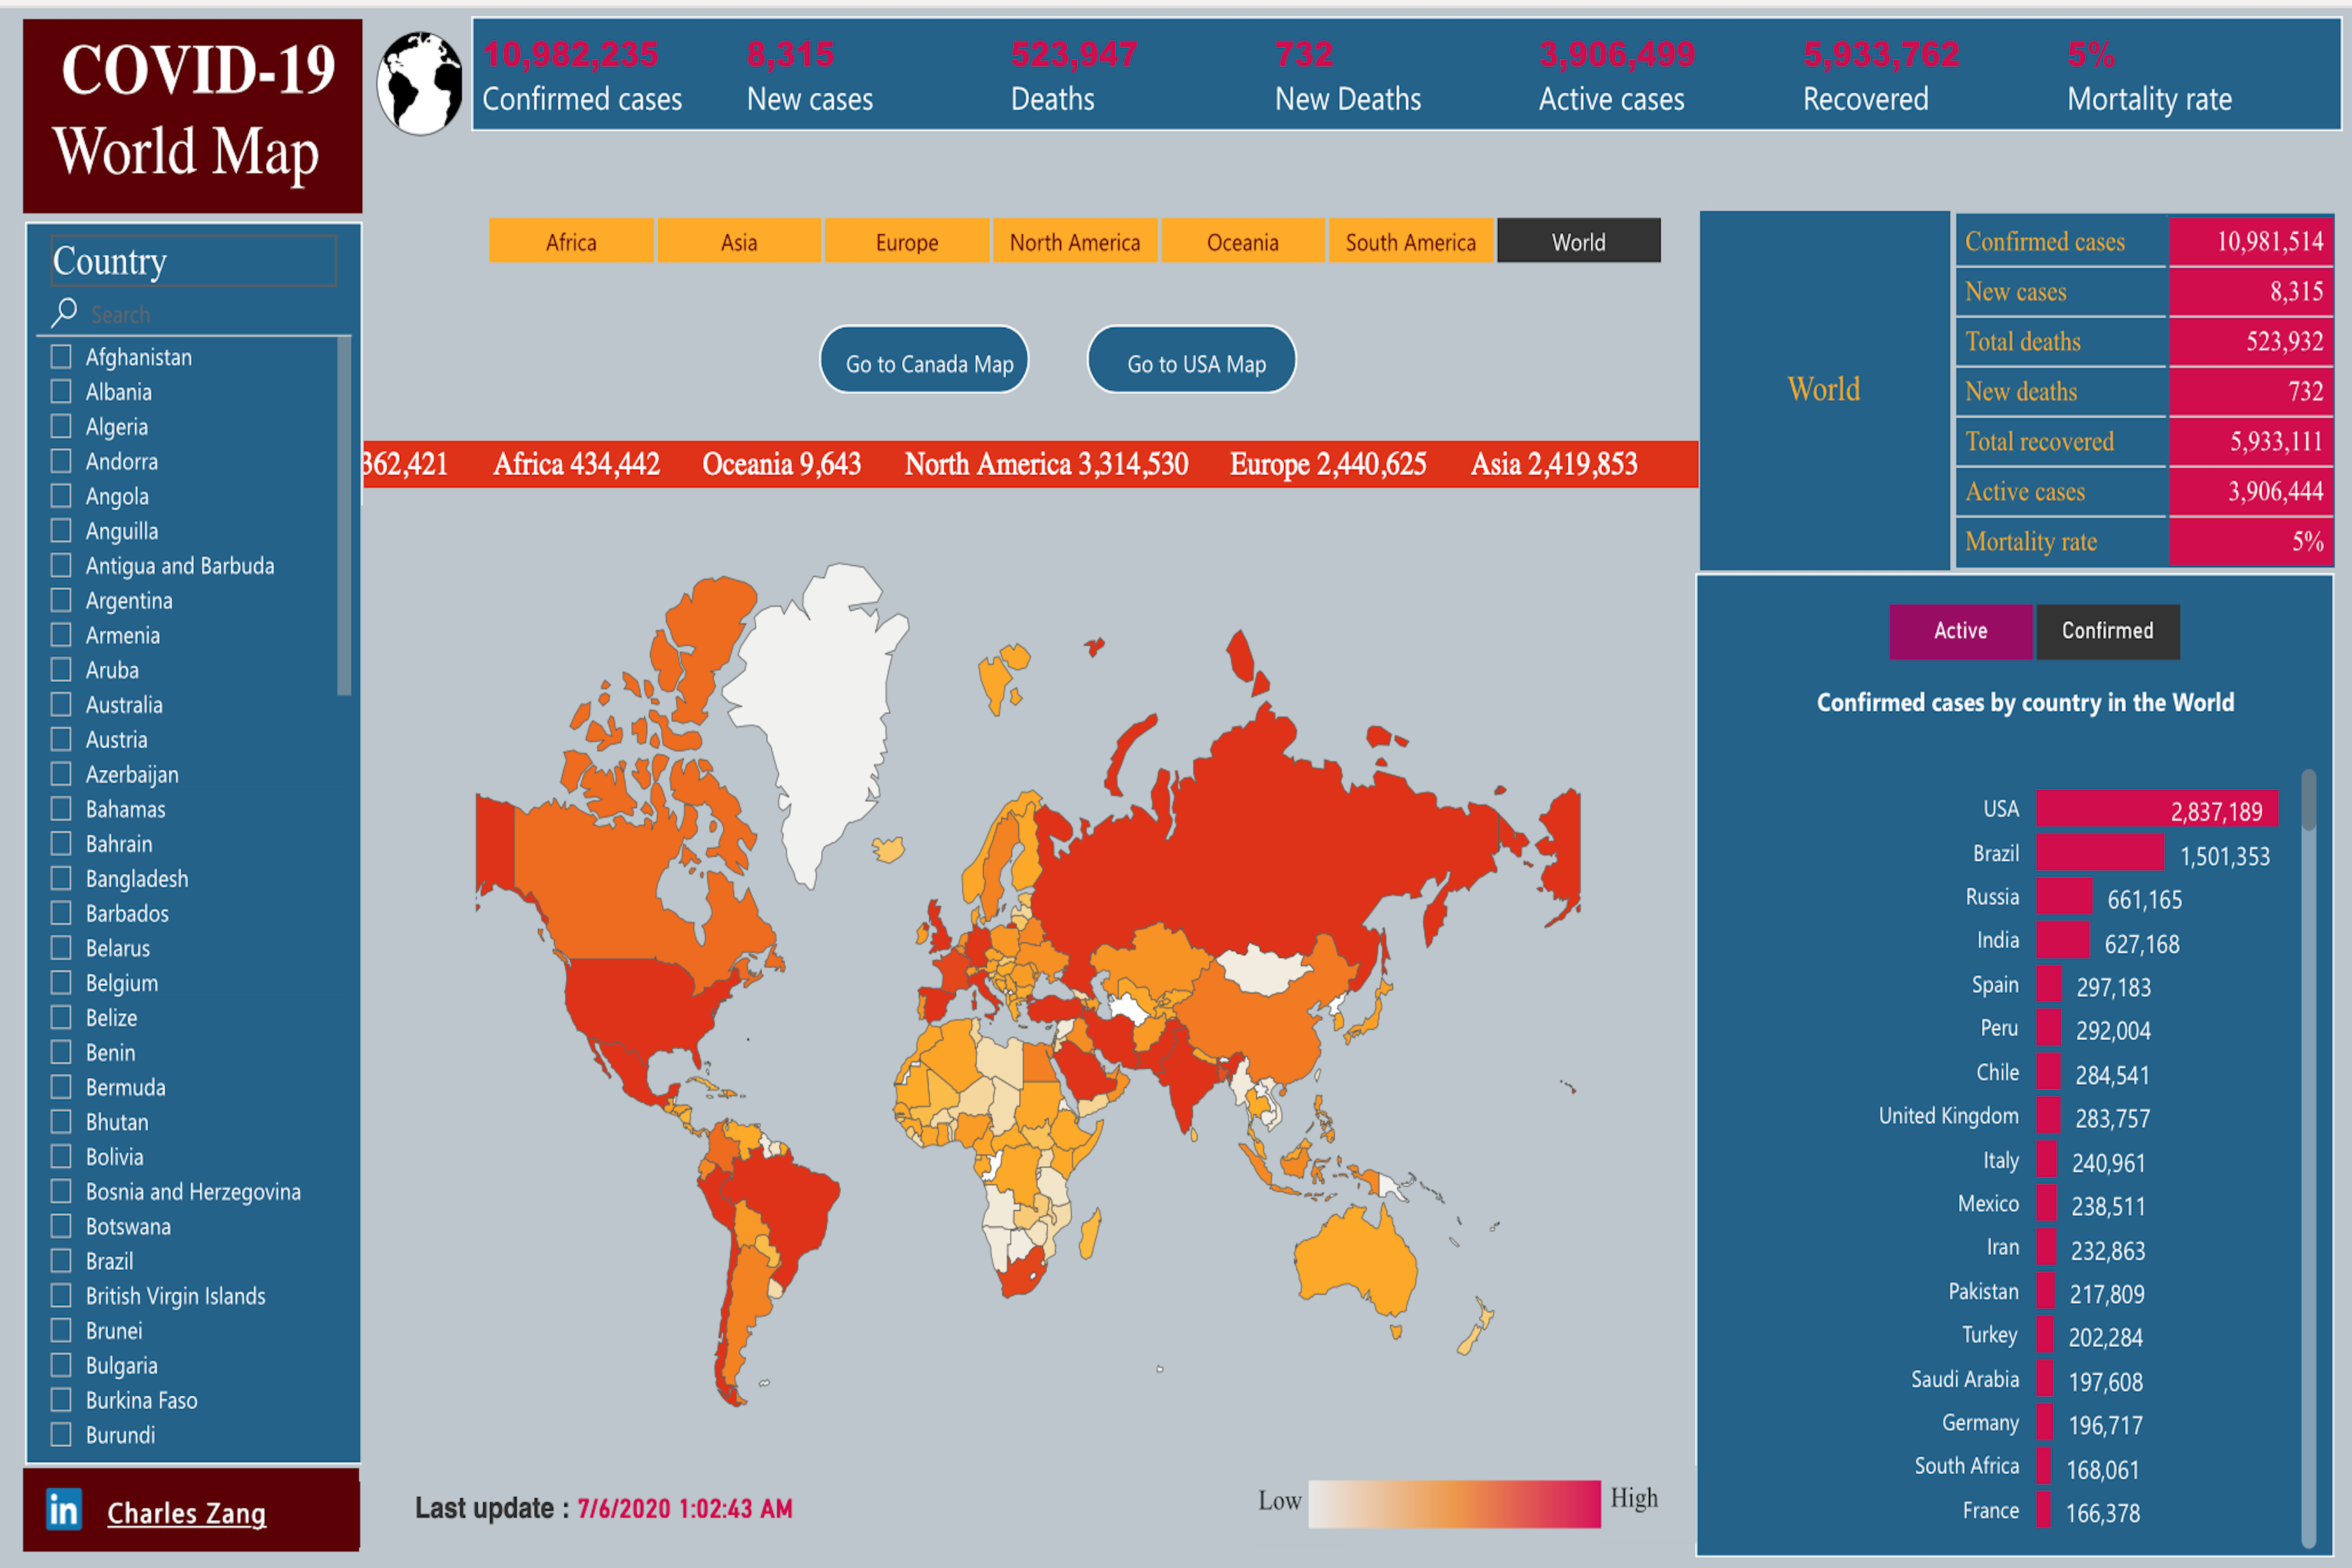 COVID-19
World Map
10,982,235
Confirmed cases
8,315
New cases
523,947
Deaths
732
New Deaths
3,906,499
Active cases
5,933,762
Recovered
5%
Mortality rate
Country
Search
Afghanistan
Albania
Algeria
Andorra
Angola
Anguilla
Antigua and Barbuda
Argentina
Armenia
Aruba
Australia
Austria
Azerbaijan
Bahamas
Bahrain
Bangladesh
Barbados
Belarus
Belgium
Belize
Benin
Bermuda
Bhutan
Bolivia
Bosnia and Herzegovina
Botswana
Brazil
British Virgin Islands
Brunei
Bulgaria
Burkina Faso
Burundi
in Charles Zang
Africa Asia Europe North America Oceania South America World
Go to Canada Map Go to USA Map
362,421 Africa 434,442 Oceania 9,643 North America 3,314,530 Europe 2,440,625 Asia 2,419,853
Last update : 7/6/2020 1:02:43 AM
Low High
World
Confirmed cases 10,981,514
New cases 8,315
Total deaths 523,932
New deaths 732
Total recovered 5,933,111
Active cases 3,906,444
Mortality rate 5%
Active Confirmed
Confirmed cases by country in the World
USA 2,837,189
Brazil 1,501,353
Russia 661,165
India 627,168
Spain 297,183
Peru 292,004
Chile 284,541
United Kingdom 283,757
Italy 240,961
Mexico 238,511
Iran 232,863
Pakistan 217,809
Turkey 202,284
Saudi Arabia 197,608
Germany 196,717
South Africa 168,061
France 166,378